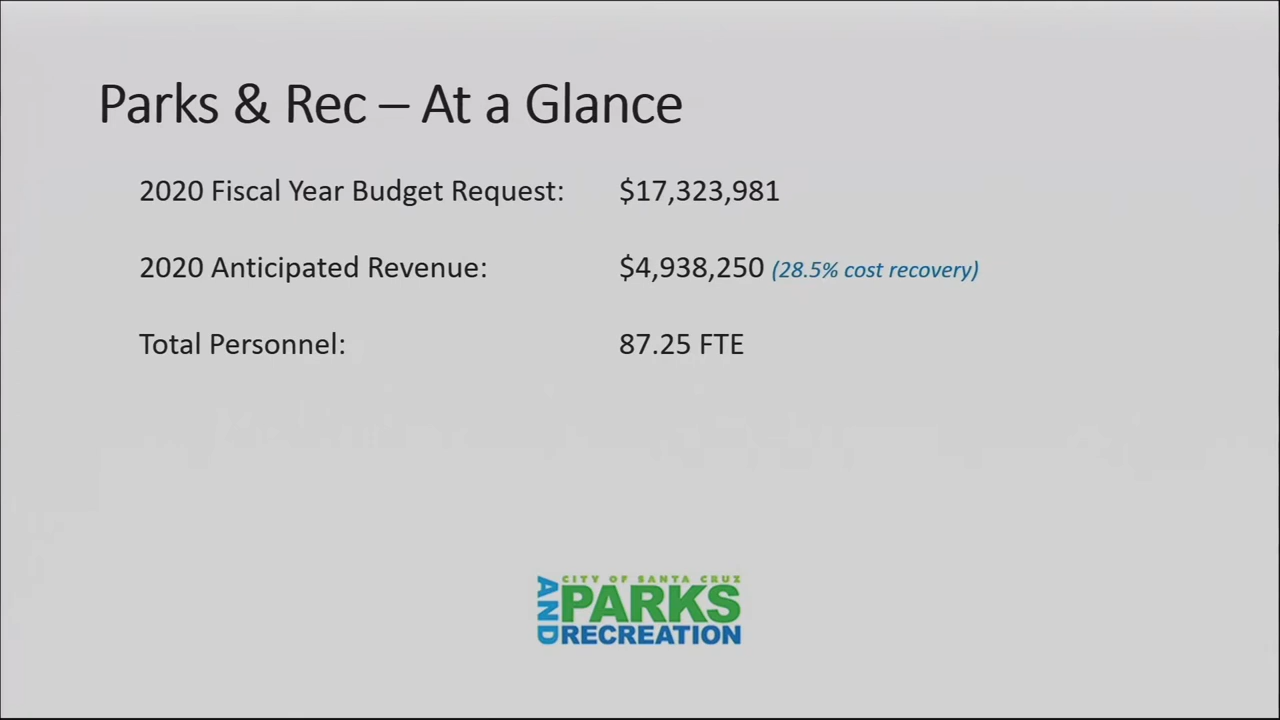 Parks & Rec – At a Glance
2020 Fiscal Year Budget Request: $17,323,981
2020 Anticipated Revenue: $4,938,250 (28.5% cost recovery)
Total Personnel: 87.25 FTE
CITY OF SANTA CRUZ
AND PARKS
RECREATION